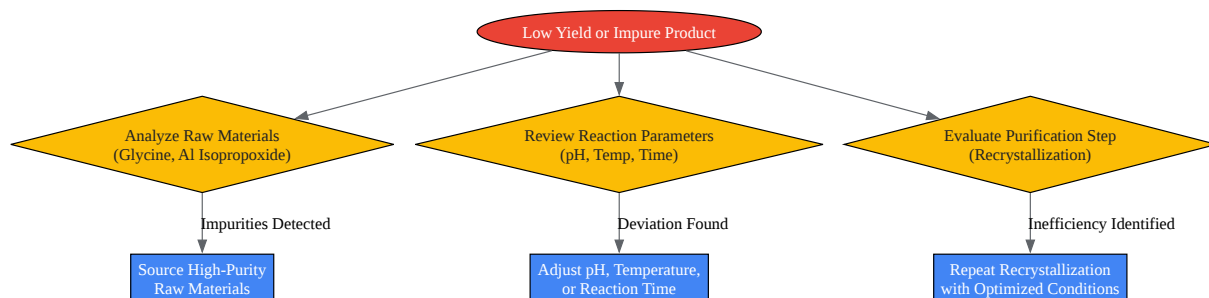 Low Yield or Impure Product
Analyze Raw Materials
(Glycine, Al Isopropoxide)
Review Reaction Parameters
(pH, Temp, Time)
Evaluate Purification Step
(Recrystallization)
Impurities Detected
Deviation Found
Inefficiency Identified
Source High-Purity
Raw Materials
Adjust pH, Temperature,
or Reaction Time
Repeat Recrystallization
with Optimized Conditions